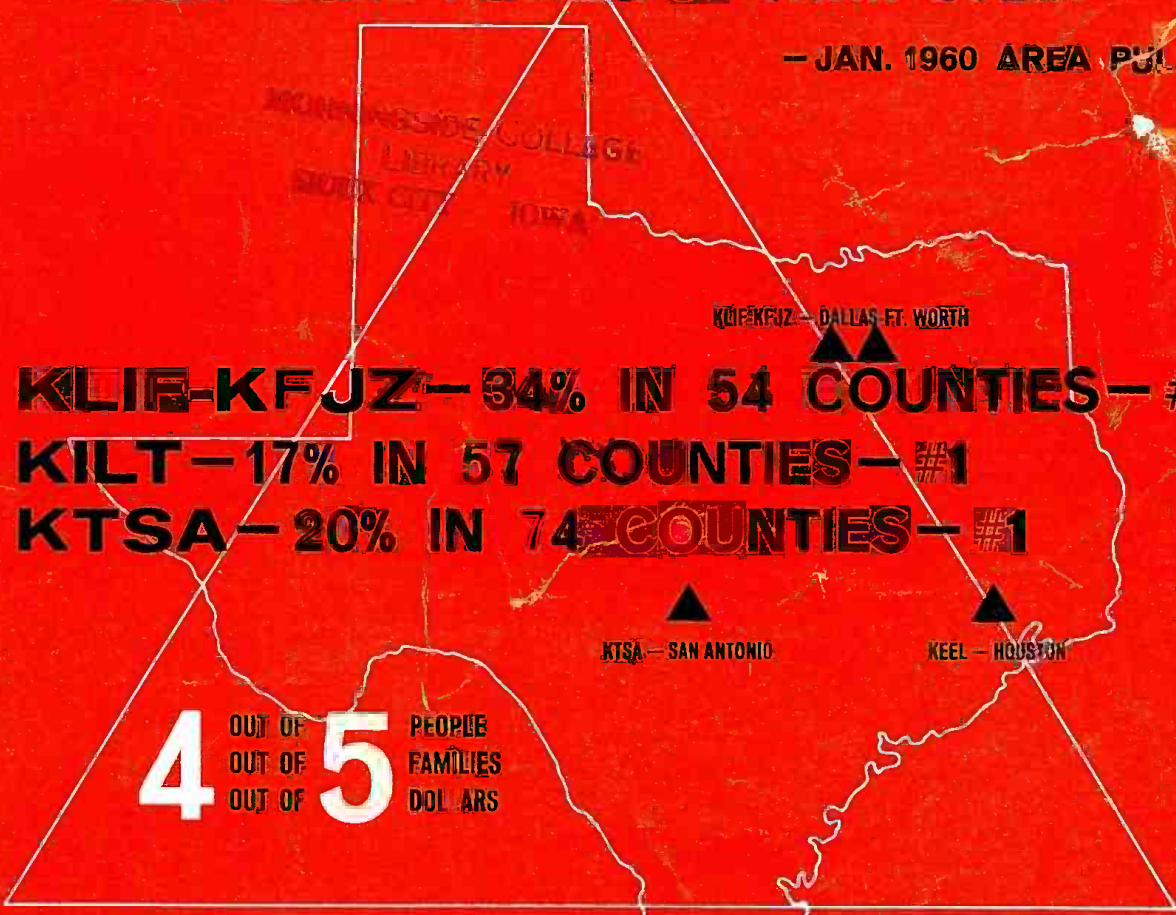 — JAN. 1960 AREA
MORNINGSIDE COLLEGE
LIBRARY
SIOUX CITY IOWA
KLIF-KFJZ — DALLAS-FT. WORTH
KLIF-KFJZ—34% IN 54 COUNTIES—
KILT—17% IN 57 COUNTIES—#1
KTSA—20% IN 74 COUNTIES—#1
KTSA — SAN ANTONIO
KEEL — HOUSTON
4 OUT OF 5 PEOPLE
OUT OF FAMILIES
OUT OF DOLLARS